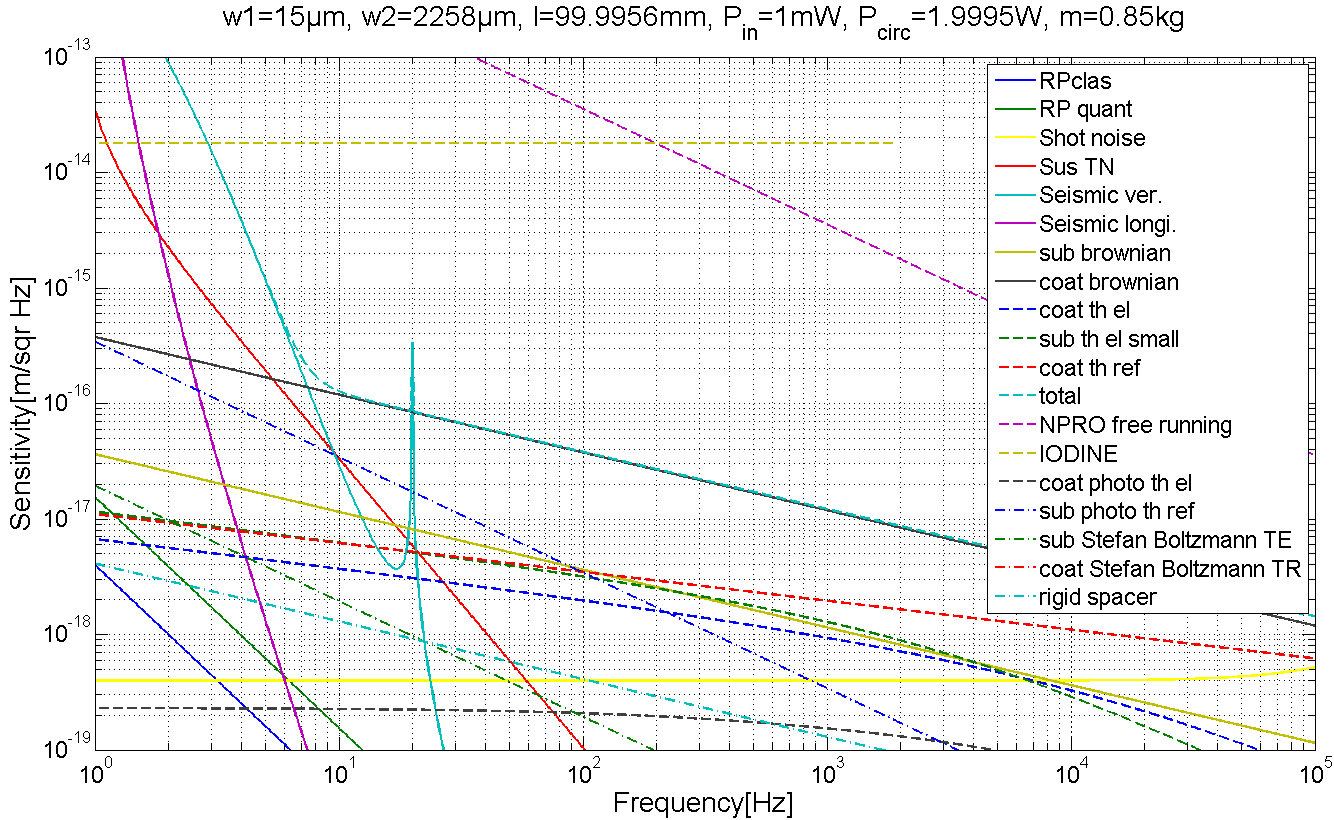 w1=15µm, w2=2258µm, l=99.9956mm, P_in=1mW, P_circ=1.9995W, m=0.85kg
10^-13
10^-14
10^-15
10^-16
10^-17
10^-18
10^-19
Sensitivity[m/sqr Hz]
RPclas
RP quant
Shot noise
Sus TN
Seismic ver.
Seismic longi.
sub brownian
coat brownian
coat th el
sub th el small
coat th ref
total
NPRO free running
IODINE
coat photo th el
sub photo th ref
sub Stefan Boltzmann TE
coat Stefan Boltzmann TR
rigid spacer
10^0 10^1 10^2 10^3 10^4 10^5
Frequency[Hz]